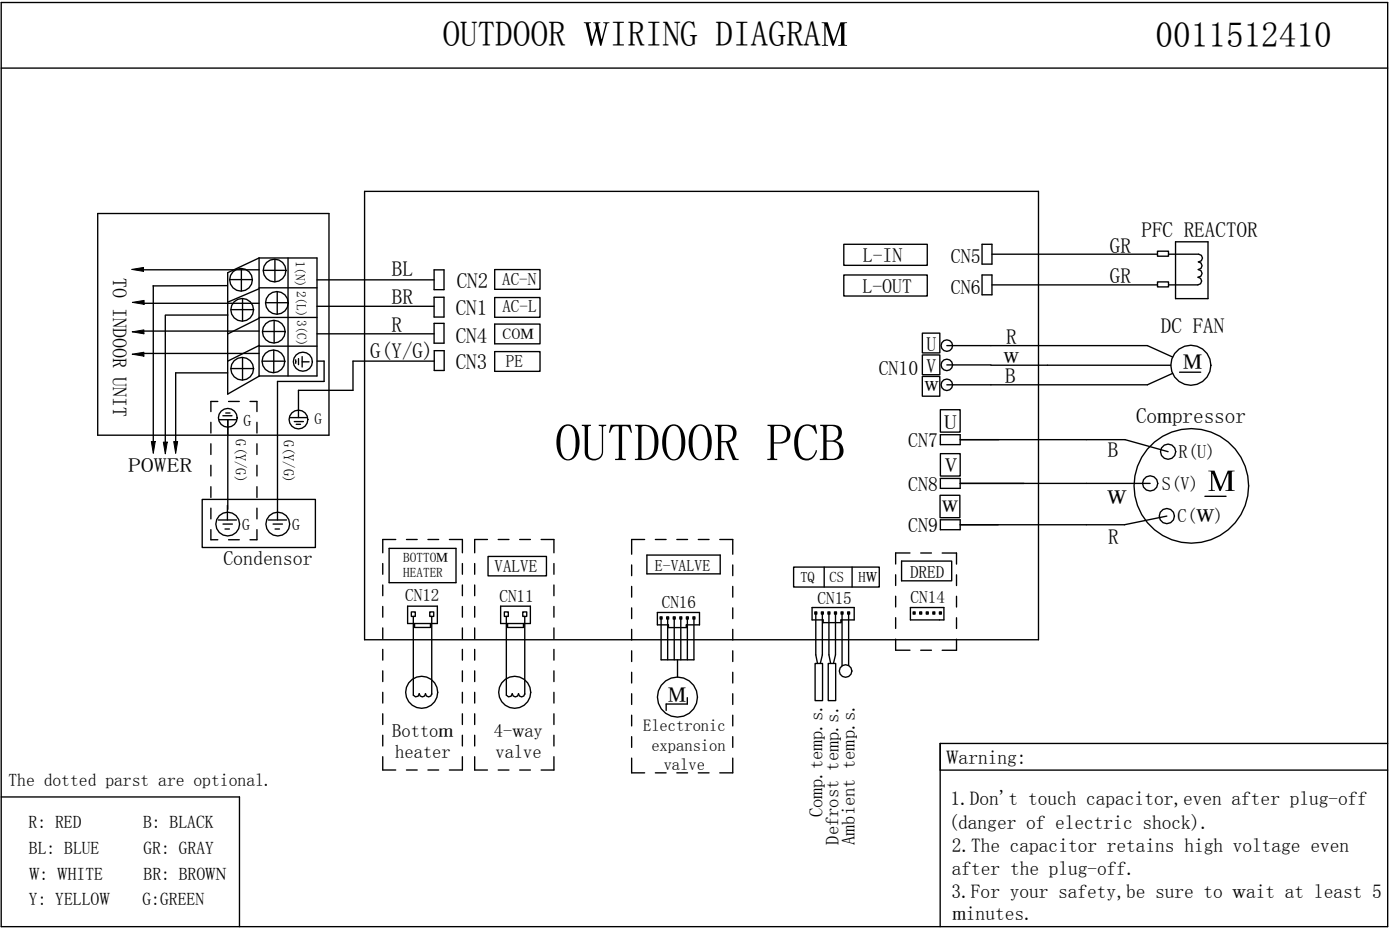 OUTDOOR WIRING DIAGRAM
0011512410
PFC REACTOR
L-IN
CN5
GR
L-OUT
CN6
GR
TO INDOOR UNIT
1(N)
2(L)
3(C)
BL
CN2
AC-N
BR
CN1
AC-L
R
CN4
COM
G(Y/G)
CN3
PE
DC FAN
CN10
U
V
W
R
W
B
M
G
G
POWER
G(Y/G)
G(Y/G)
G
G
Condensor
OUTDOOR PCB
Compressor
U
CN7
B
R(U)
V
CN8
W
S(V)
M
W
CN9
R
C(W)
BOTTOM
HEATER
CN12
Bottom
heater
VALVE
CN11
4-way
valve
E-VALVE
CN16
M
Electronic
expansion
valve
TQ
CS
HW
CN15
Comp. temp. s.
Defrost temp. s.
Ambient temp. s.
DRED
CN14
The dotted parst are optional.
R: RED
B: BLACK
BL: BLUE
GR: GRAY
W: WHITE
BR: BROWN
Y: YELLOW
G:GREEN
Warning:
1.Don't touch capacitor,even after plug-off
(danger of electric shock).
2.The capacitor retains high voltage even
after the plug-off.
3.For your safety,be sure to wait at least 5
minutes.